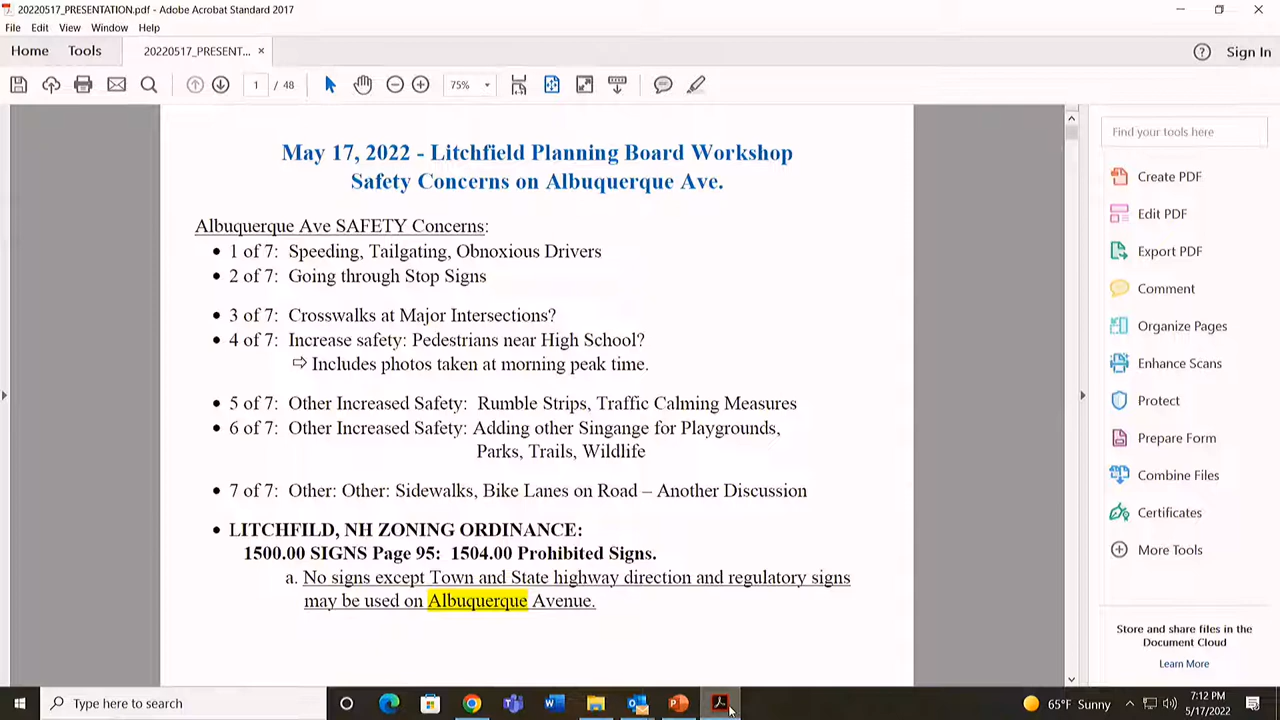 20220517_PRESENTATION.pdf - Adobe Acrobat Standard 2017
File Edit View Window Help
Home Tools 20220517_PRESENT... × Sign In
1 / 48 75%
May 17, 2022 - Litchfield Planning Board Workshop
Safety Concerns on Albuquerque Ave.
Albuquerque Ave SAFETY Concerns:
• 1 of 7: Speeding, Tailgating, Obnoxious Drivers
• 2 of 7: Going through Stop Signs
• 3 of 7: Crosswalks at Major Intersections?
• 4 of 7: Increase safety: Pedestrians near High School?
⇨ Includes photos taken at morning peak time.
• 5 of 7: Other Increased Safety: Rumble Strips, Traffic Calming Measures
• 6 of 7: Other Increased Safety: Adding other Singange for Playgrounds,
Parks, Trails, Wildlife
• 7 of 7: Other: Other: Sidewalks, Bike Lanes on Road – Another Discussion
• LITCHFILD, NH ZONING ORDINANCE:
1500.00 SIGNS Page 95: 1504.00 Prohibited Signs.
a. No signs except Town and State highway direction and regulatory signs
may be used on Albuquerque Avenue.
Find your tools here
Create PDF
Edit PDF
Export PDF
Comment
Organize Pages
Enhance Scans
Protect
Prepare Form
Combine Files
Certificates
More Tools
Store and share files in the
Document Cloud
Learn More
Type here to search
65°F Sunny
7:12 PM
5/17/2022